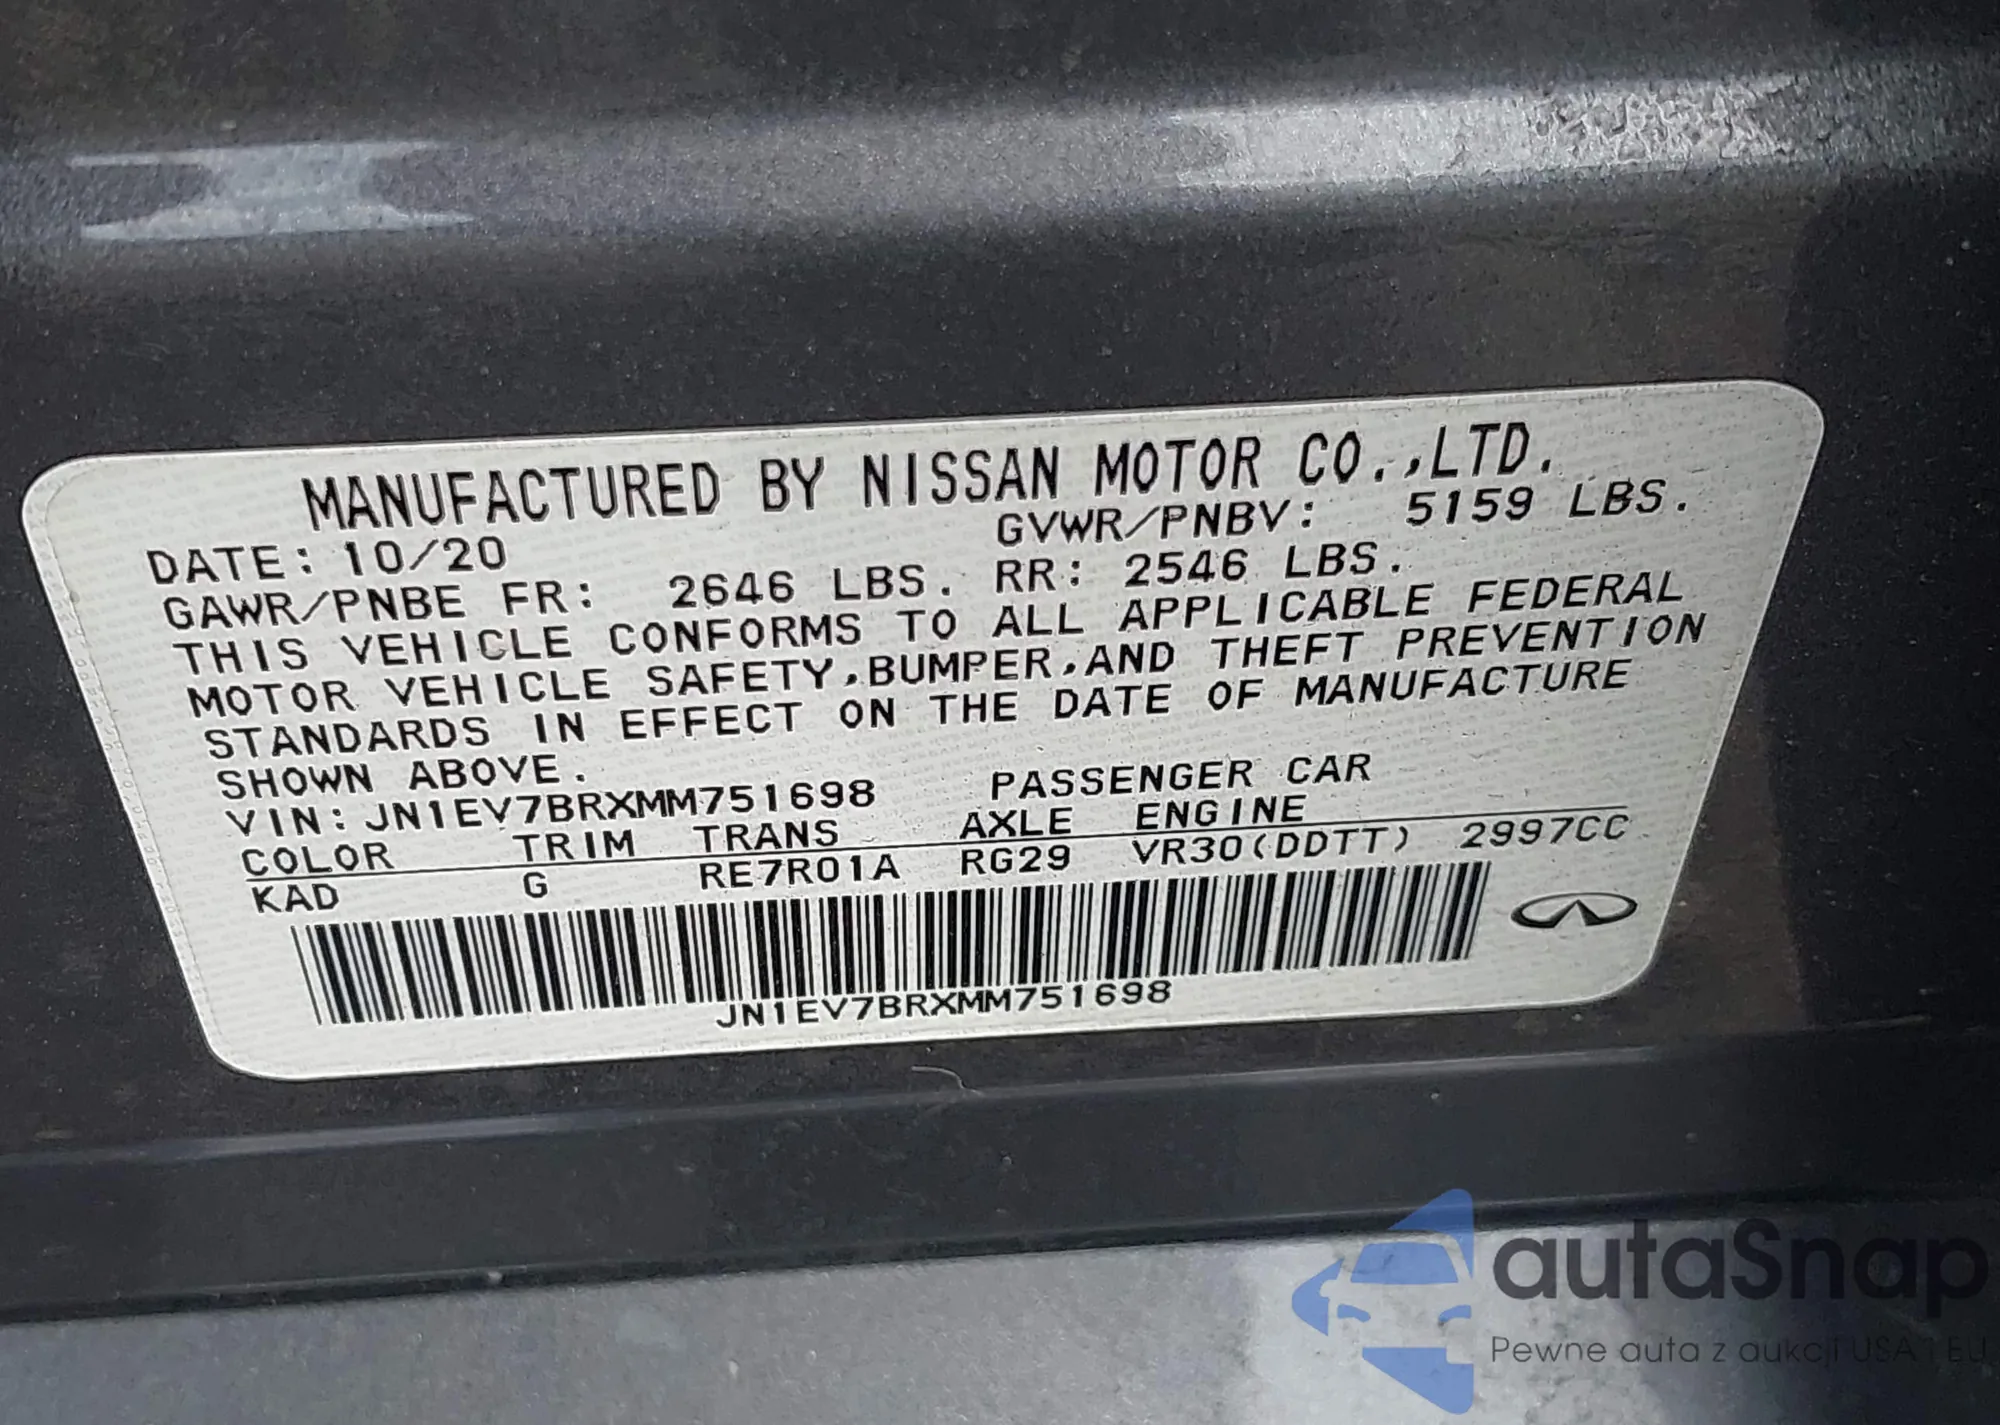 MANUFACTURED BY NISSAN MOTOR CO.,LTD.
DATE: 10/20 GVWR/PNBV: 5159 LBS.
GAWR/PNBE FR: 2646 LBS. RR: 2546 LBS.
THIS VEHICLE CONFORMS TO ALL APPLICABLE FEDERAL
MOTOR VEHICLE SAFETY,BUMPER,AND THEFT PREVENTION
STANDARDS IN EFFECT ON THE DATE OF MANUFACTURE
SHOWN ABOVE.
VIN: JN1EV7BRXMM751698 PASSENGER CAR
COLOR TRIM TRANS AXLE ENGINE
KAD G RE7R01A RG29 VR30(DDTT) 2997CC
JN1EV7BRXMM751698
autaSnap
Pewne auta z aukcji USA i EU